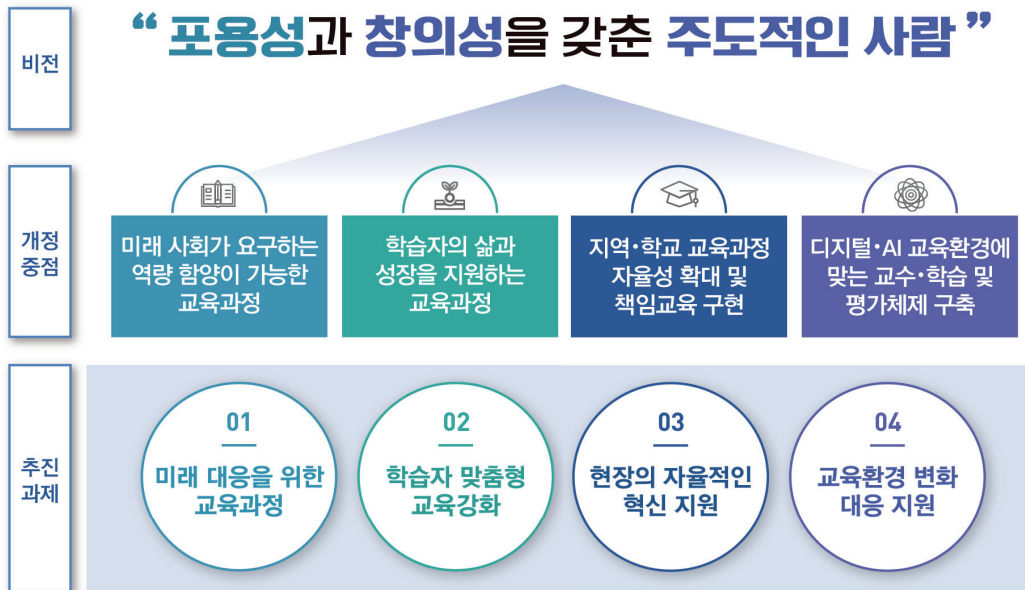 비전
“ 포용성과 창의성을 갖춘 주도적인 사람 ”
개정
중점
미래 사회가 요구하는
역량 함양이 가능한
교육과정
학습자의 삶과
성장을 지원하는
교육과정
지역·학교 교육과정
자율성 확대 및
책임교육 구현
디지털·AI 교육환경에
맞는 교수·학습 및
평가체제 구축
추진
과제
01
미래 대응을 위한
교육과정
02
학습자 맞춤형
교육강화
03
현장의 자율적인
혁신 지원
04
교육환경 변화
대응 지원